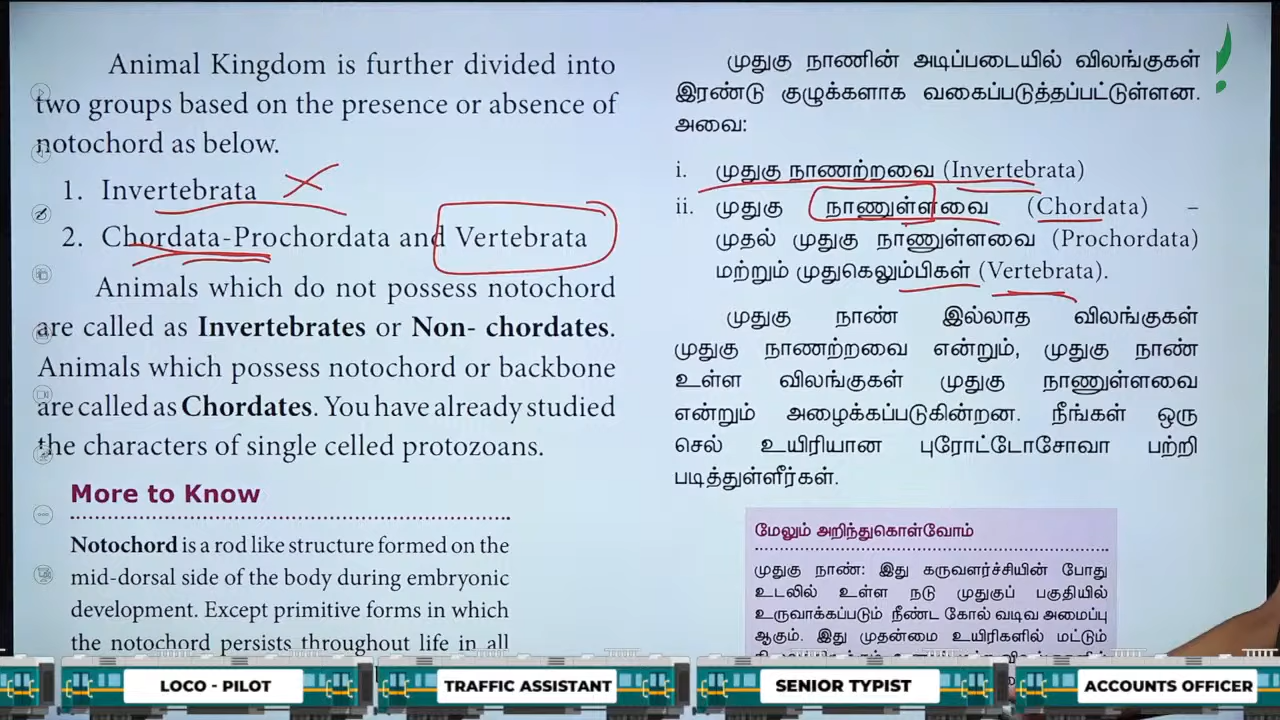 Animal Kingdom is further divided into
two groups based on the presence or absence of
notochord as below.
1. Invertebrata
2. Chordata-Prochordata and Vertebrata
Animals which do not possess notochord
are called as Invertebrates or Non- chordates.
Animals which possess notochord or backbone
are called as Chordates. You have already studied
the characters of single celled protozoans.
More to Know
Notochord is a rod like structure formed on the
mid-dorsal side of the body during embryonic
development. Except primitive forms in which
the notochord persists throughout life in all
முதுகு நாணின் அடிப்படையில் விலங்குகள்
இரண்டு குழுக்களாக வகைப்படுத்தப்பட்டுள்ளன.
அவை:
i. முதுகு நாணற்றவை (Invertebrata)
ii. முதுகு நாணுள்ளவை (Chordata) –
முதல் முதுகு நாணுள்ளவை (Prochordata)
மற்றும் முதுகெலும்பிகள் (Vertebrata).
முதுகு நாண் இல்லாத விலங்குகள்
முதுகு நாணற்றவை என்றும், முதுகு நாண்
உள்ள விலங்குகள் முதுகு நாணுள்ளவை
என்றும் அழைக்கப்படுகின்றன. நீங்கள் ஒரு
செல் உயிரியான புரோட்டோசோவா பற்றி
படித்துள்ளீர்கள்.
மேலும் அறிந்துகொள்வோம்
முதுகு நாண்: இது கருவளர்ச்சியின் போது
உடலில் உள்ள நடு முதுகுப் பகுதியில்
உருவாக்கப்படும் நீண்ட கோல் வடிவ அமைப்பு
ஆகும். இது முதன்மை உயிரிகளில் மட்டும்
LOCO - PILOT
TRAFFIC ASSISTANT
SENIOR TYPIST
ACCOUNTS OFFICER